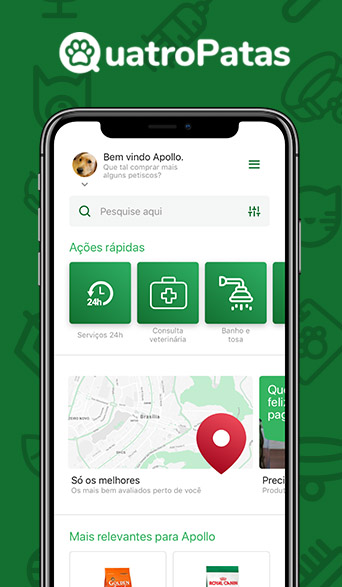 QuatroPatas
Bem vindo Apollo.
Que tal comprar mais
alguns petiscos?
Pesquise aqui
Ações rápidas
24h
Serviços 24h
Consulta
veterinária
Banho e
tosa
Brasília
Só os melhores
Os mais bem avaliados perto de você
Que
feliz
pag
Preci
Produt
Mais relevantes para Apollo
GOLDEN
ROYAL CANIN